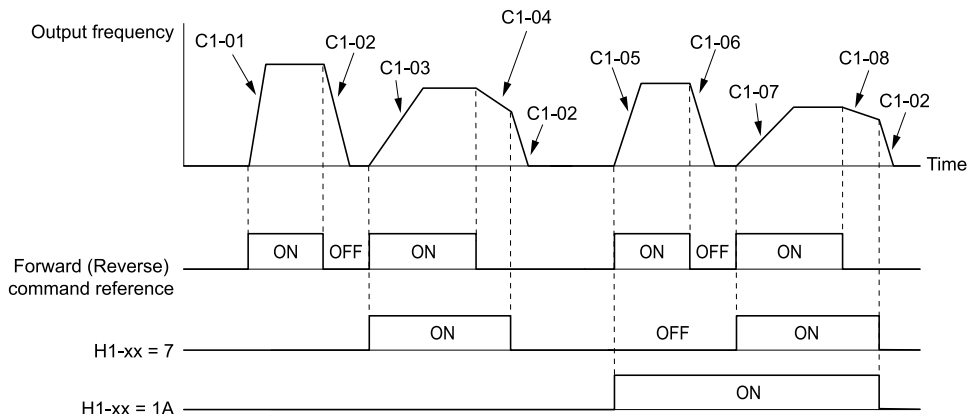 Output frequency
C1-01
C1-02
C1-03
C1-04
C1-02
C1-05
C1-06
C1-07
C1-08
C1-02
Time
Forward (Reverse)
command reference
ON
OFF
ON
ON
OFF
ON
H1-xx = 7
ON
OFF
ON
H1-xx = 1A
ON